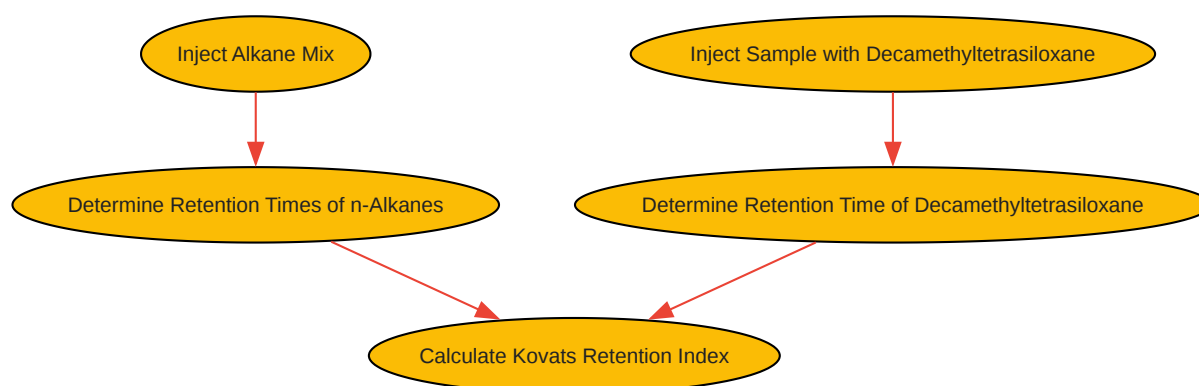 Inject Alkane Mix
Inject Sample with Decamethyltetrasiloxane
Determine Retention Times of n-Alkanes
Determine Retention Time of Decamethyltetrasiloxane
Calculate Kovats Retention Index